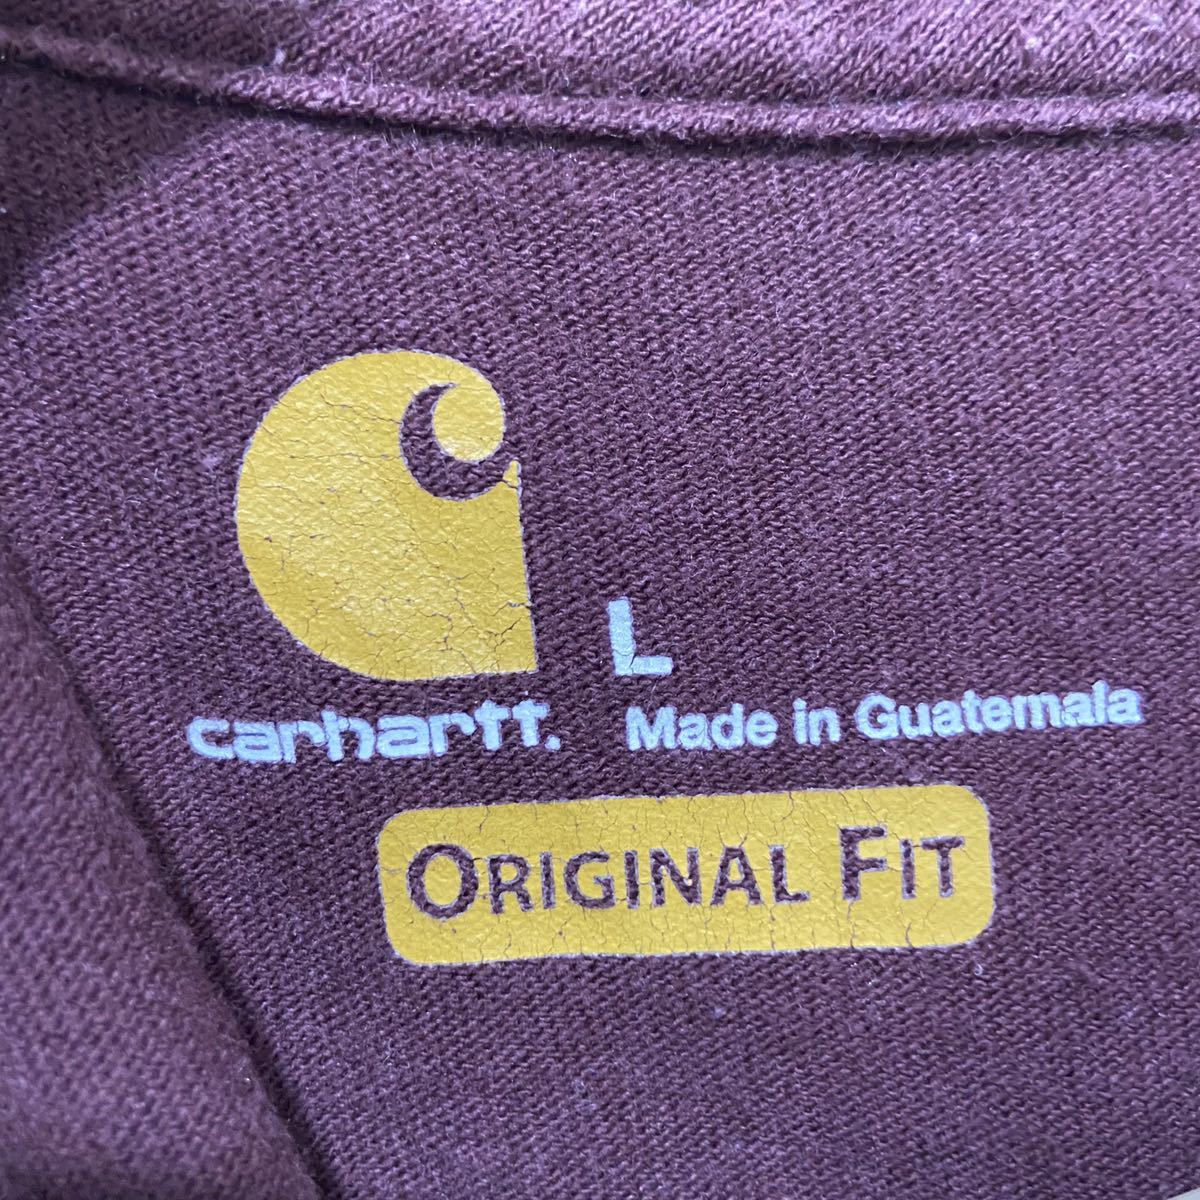 L
carhartt. Made in Guatemala
ORIGINAL FIT